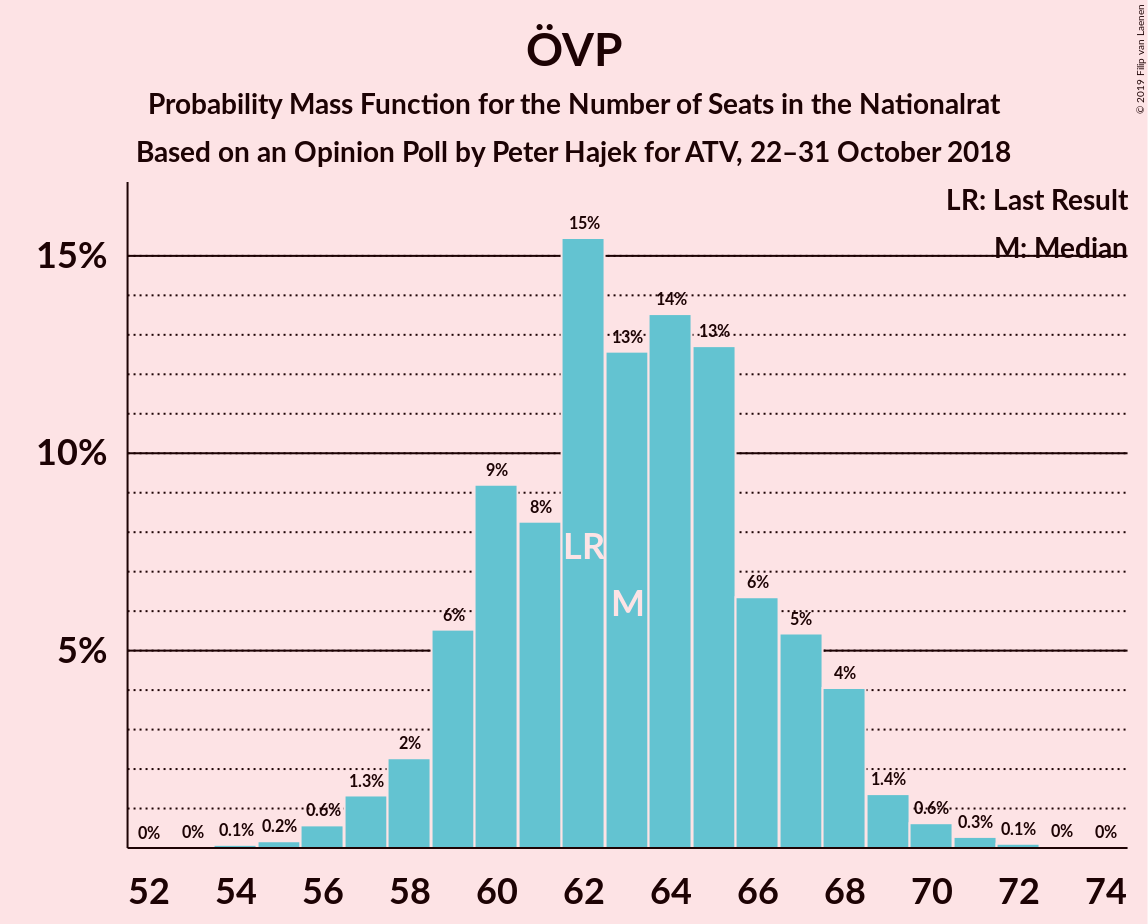 ÖVP
Probability Mass Function for the Number of Seats in the Nationalrat
Based on an Opinion Poll by Peter Hajek for ATV, 22–31 October 2018
© 2019 Filip van Laenen
LR: Last Result
M: Median
15%
10%
5%
0%
0%
0.1%
0.2%
0.6%
1.3%
2%
6%
9%
8%
15%
13%
14%
13%
6%
5%
4%
1.4%
0.6%
0.3%
0.1%
0%
0%
LR
M
52 54 56 58 60 62 64 66 68 70 72 74